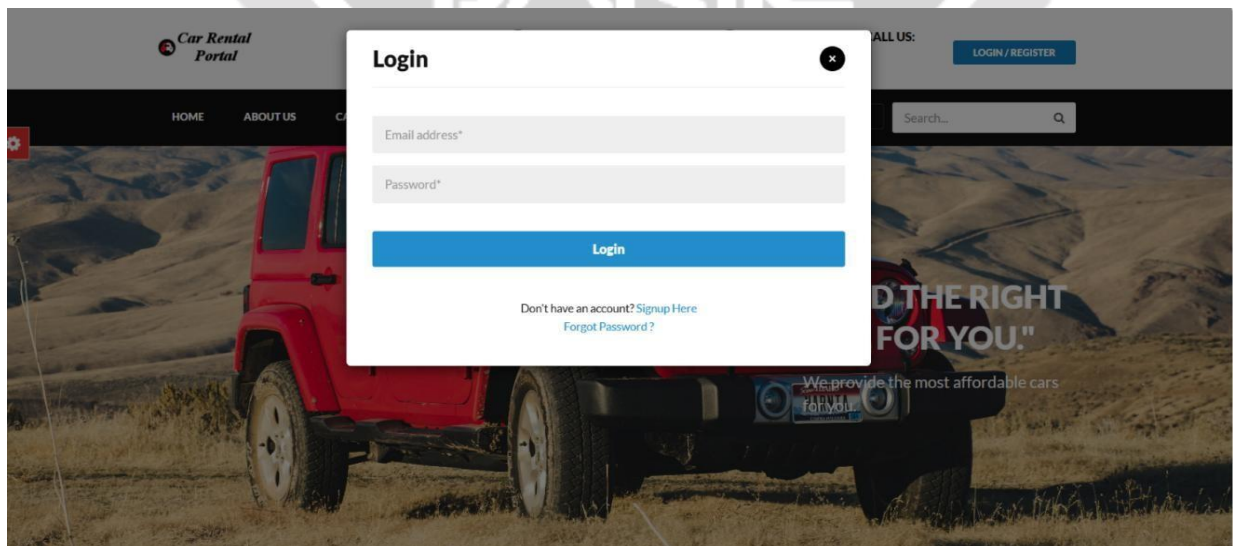 Car Rental
Portal
ALL US:
LOGIN / REGISTER
Login
HOME
ABOUT US
Search...
Email address*
Password*
Login
Don't have an account? Signup Here
Forgot Password ?
THE RIGHT
FOR YOU."
We provide the most affordable cars
for you.